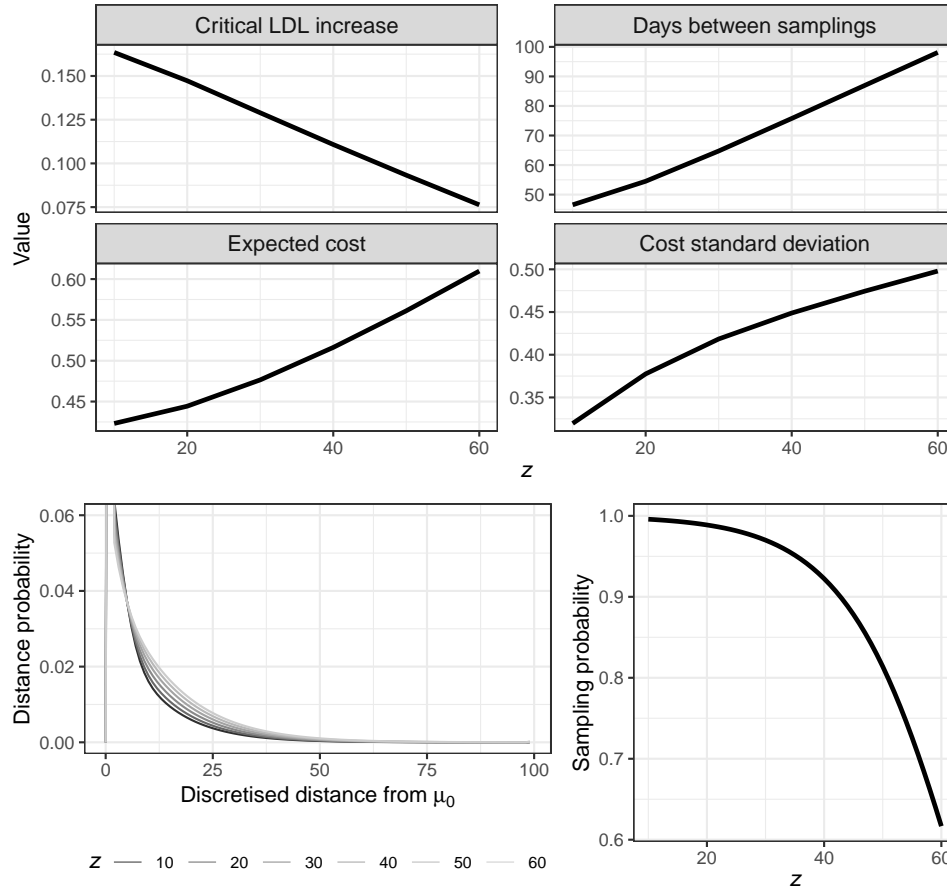 Critical LDL increase
Days between samplings
0.150
0.125
0.100
0.075
100
90
80
70
60
50
Value
Expected cost
Cost standard deviation
0.60
0.55
0.50
0.45
0.50
0.45
0.40
0.35
20 40 60
20 40 60
z
0.06
0.04
0.02
0.00
Distance probability
0 25 50 75 100
Discretised distance from μ0
z 10 20 30 40 50 60
1.0
0.9
0.8
0.7
0.6
Sampling probability
20 40 60
z